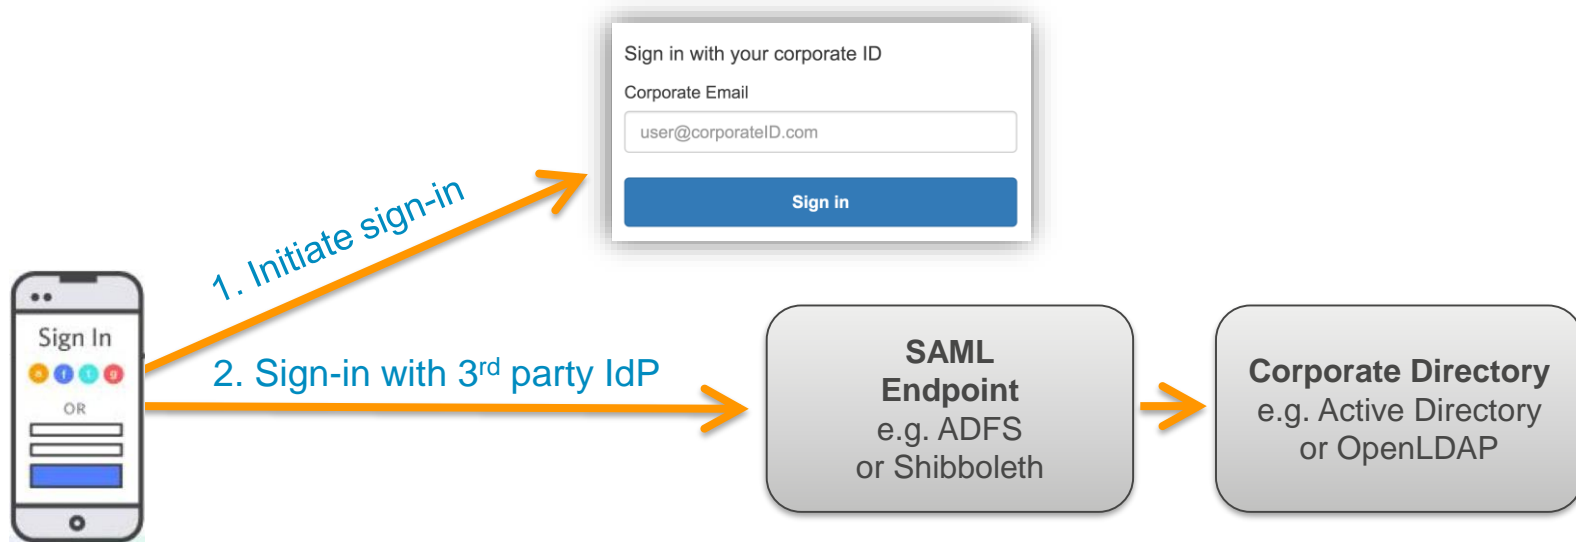 Sign in with your corporate ID
Corporate Email
user@corporateID.com
Sign in
1. Initiate sign-in
Sign In
a f t g
OR
2. Sign-in with 3rd party IdP
SAML
Endpoint
e.g. ADFS
or Shibboleth
Corporate Directory
e.g. Active Directory
or OpenLDAP